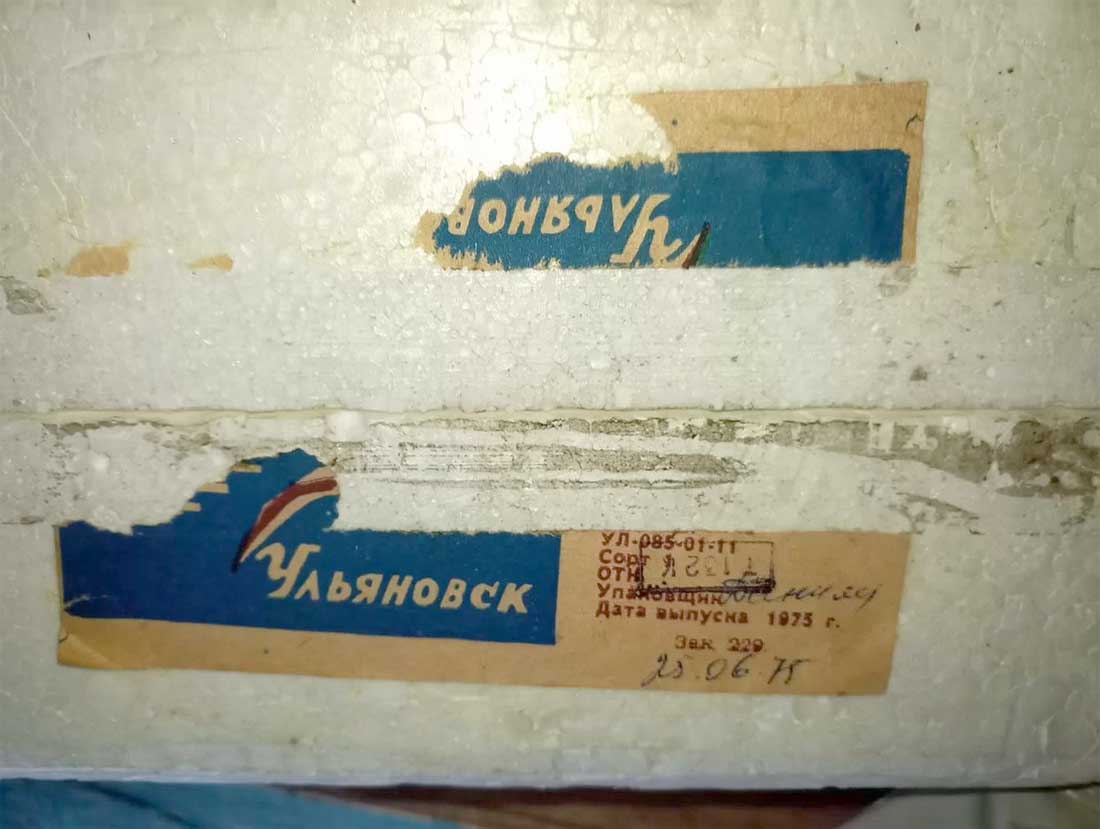 Ульянов
Ульяновск
УЛ-085-01-11
Сорт
ОТК
Упаковщик
Дата выпуска 1975 г.
Зак 229
25.06.75